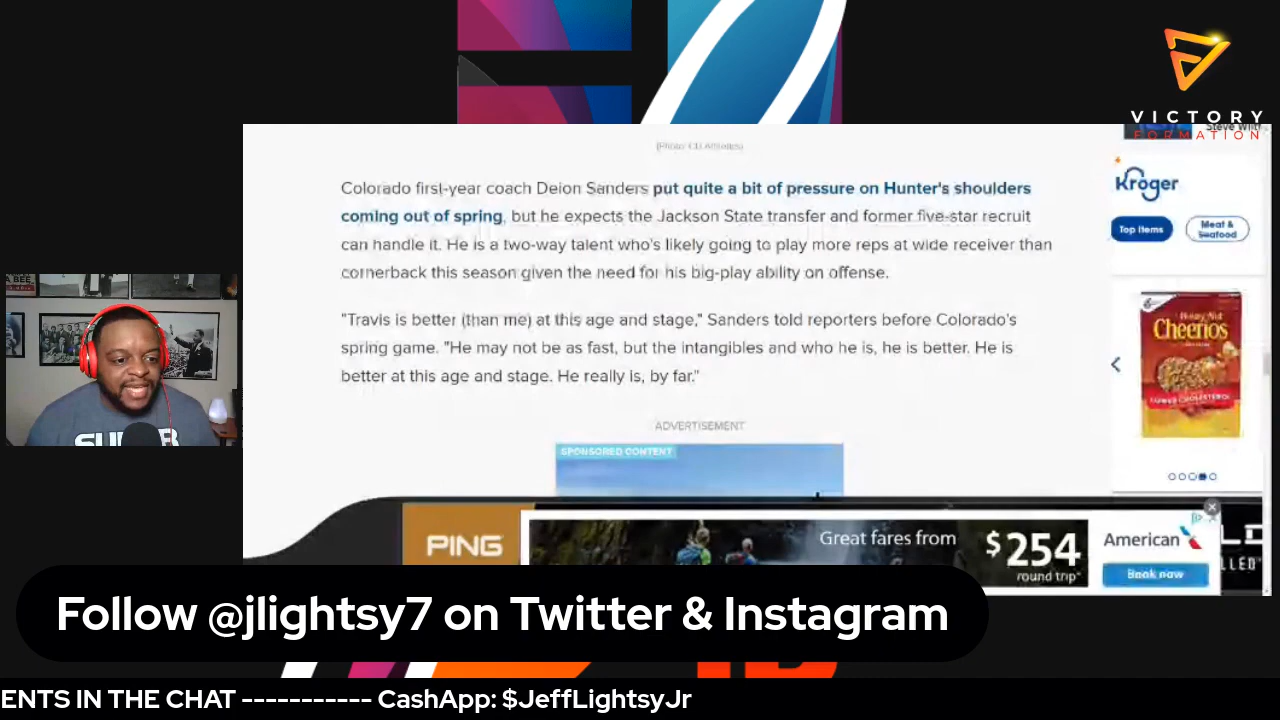 VICTORY
FORMATION
Colorado first-year coach Deion Sanders put quite a bit of pressure on Hunter's shoulders
coming out of spring, but he expects the Jackson State transfer and former five-star recruit
can handle it. He is a two-way talent who's likely going to play more reps at wide receiver than
cornerback this season given the need for his big-play ability on offense.
"Travis is better (than me) at this age and stage," Sanders told reporters before Colorado's
spring game. "He may not be as fast, but the intangibles and who he is, he is better. He is
better at this age and stage. He really is, by far."
ADVERTISEMENT
SPONSORED CONTENT
Kroger
Top Items
Meat &
Seafood
Honey Nut
Cheerios
PING
Great fares from
$254
round trip*
American
Book now
Follow @jlightsy7 on Twitter & Instagram
ENTS IN THE CHAT ----------- CashApp: $JeffLightsyJr